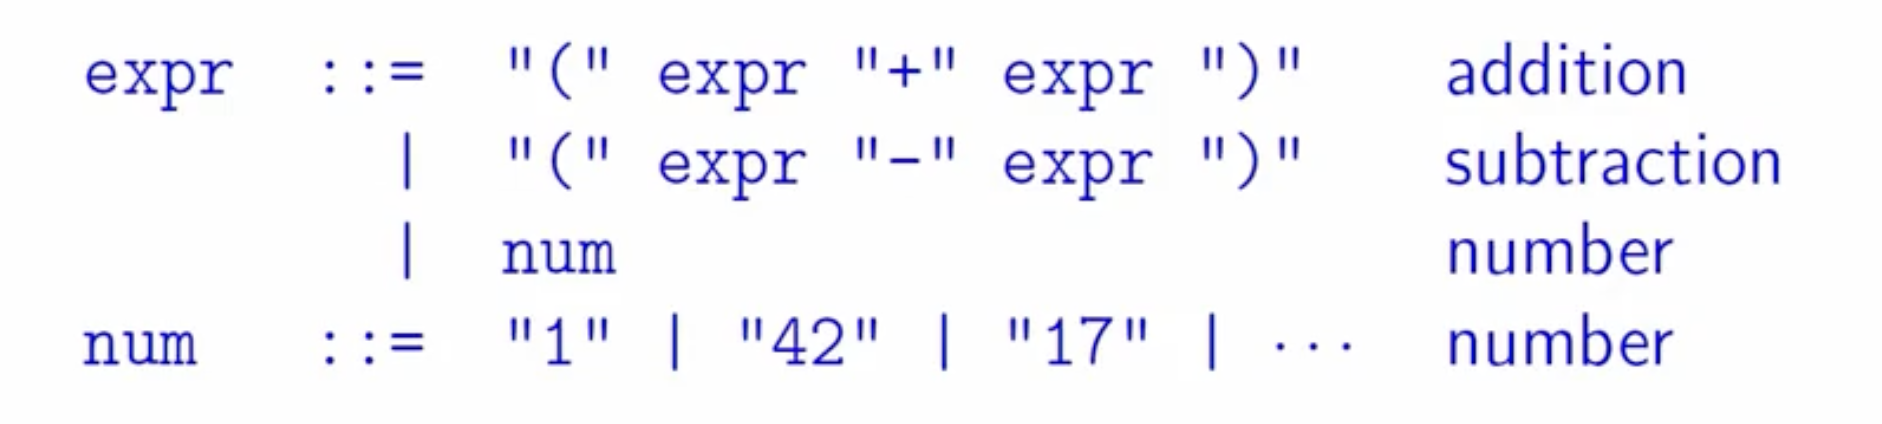 expr ::= "(" expr "+" expr ")" addition
| "(" expr "-" expr ")" subtraction
| num number
num ::= "1" | "42" | "17" | ··· number